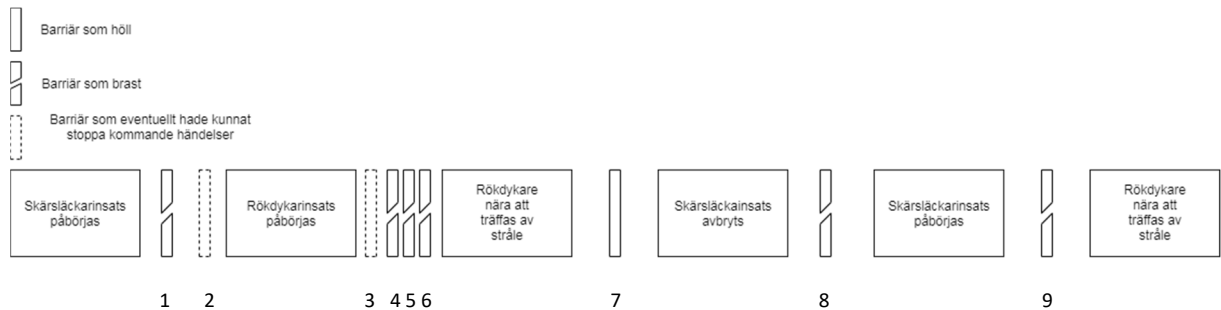 Barriär som höll
Barriär som brast
Barriär som eventuellt hade kunnat
stoppa kommande händelser
Skärsläckarinsats
påbörjas
Rökdykarinsats
påbörjas
Rökdykare
nära att
träffas av
stråle
Skärsläckainsats
avbryts
Skärsläckarinsats
påbörjas
Rökdykare
nära att
träffas av
stråle
1 2 3 4 5 6 7 8 9